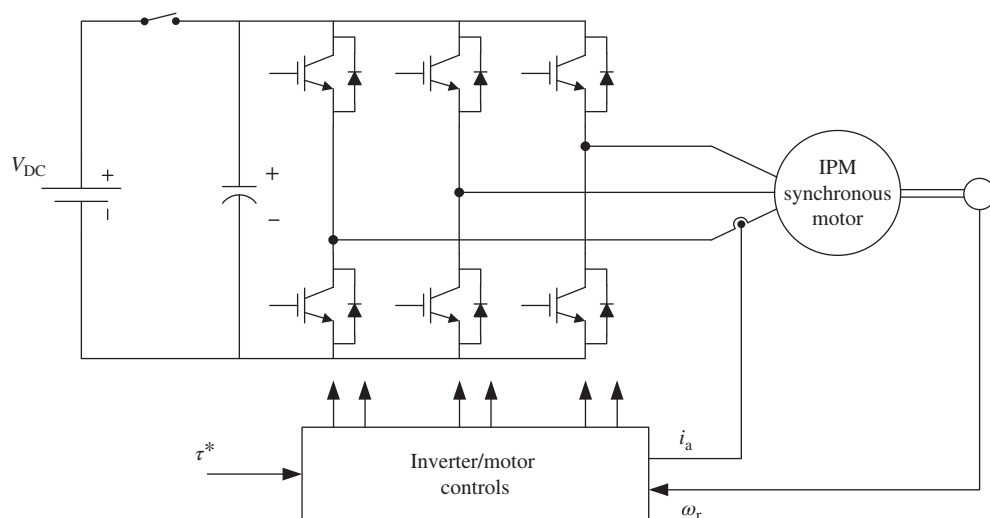 V_DC
+
−
+
−
IPM
synchronous
motor
τ*
Inverter/motor
controls
i_a
ω_r